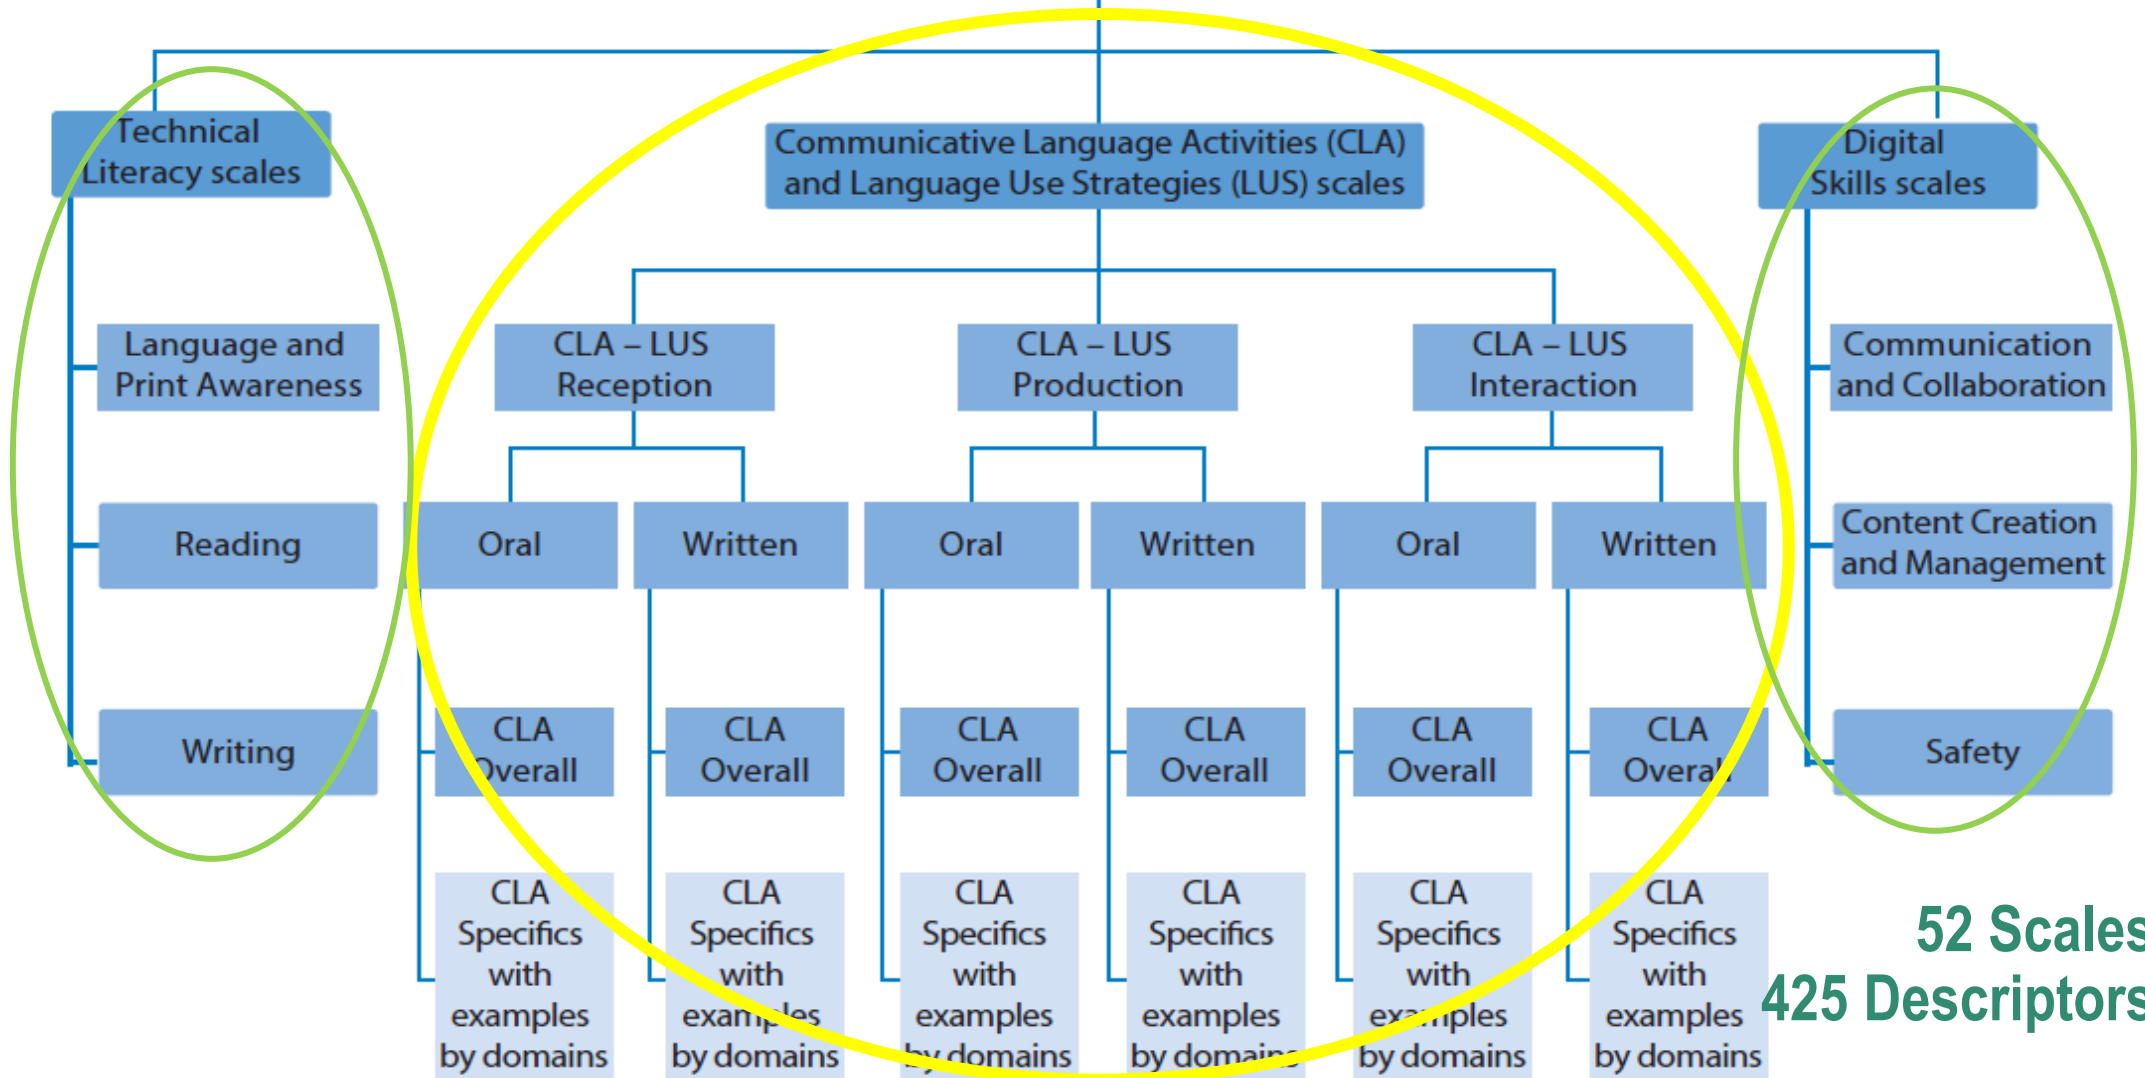 Technical
Literacy scales
Communicative Language Activities (CLA)
and Language Use Strategies (LUS) scales
Digital
Skills scales
Language and
Print Awareness
CLA – LUS
Reception
CLA – LUS
Production
CLA – LUS
Interaction
Communication
and Collaboration
Reading
Oral
Written
Oral
Written
Oral
Written
Content Creation
and Management
Writing
CLA
Overall
CLA
Overall
CLA
Overall
CLA
Overall
CLA
Overall
CLA
Overall
Safety
CLA
Specifics
with
examples
by domains
CLA
Specifics
with
examples
by domains
CLA
Specifics
with
examples
by domains
CLA
Specifics
with
examples
by domains
CLA
Specifics
with
examples
by domains
CLA
Specifics
with
examples
by domains
52 Scales
425 Descriptors